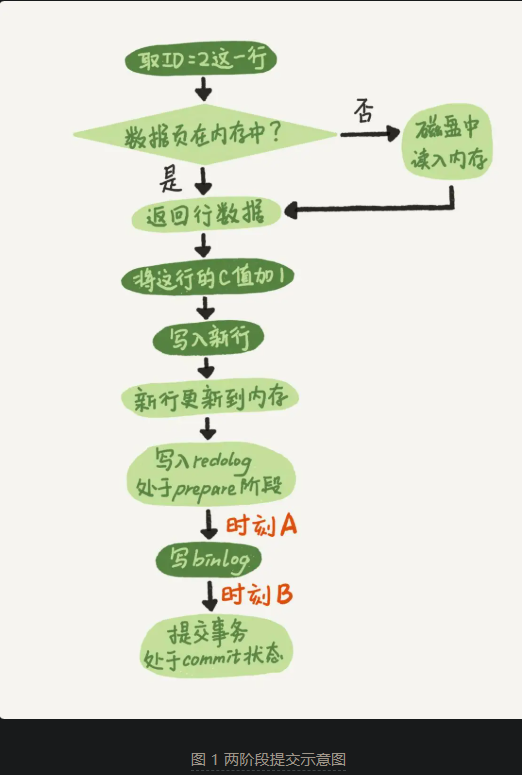 取ID=2这一行
数据页在内存中?
否
磁盘中
读入内存
是
返回行数据
将这行的C值加1
写入新行
新行更新到内存
写入redolog
处于prepare阶段
时刻A
写binlog
时刻B
提交事务
处于commit状态
图 1 两阶段提交示意图